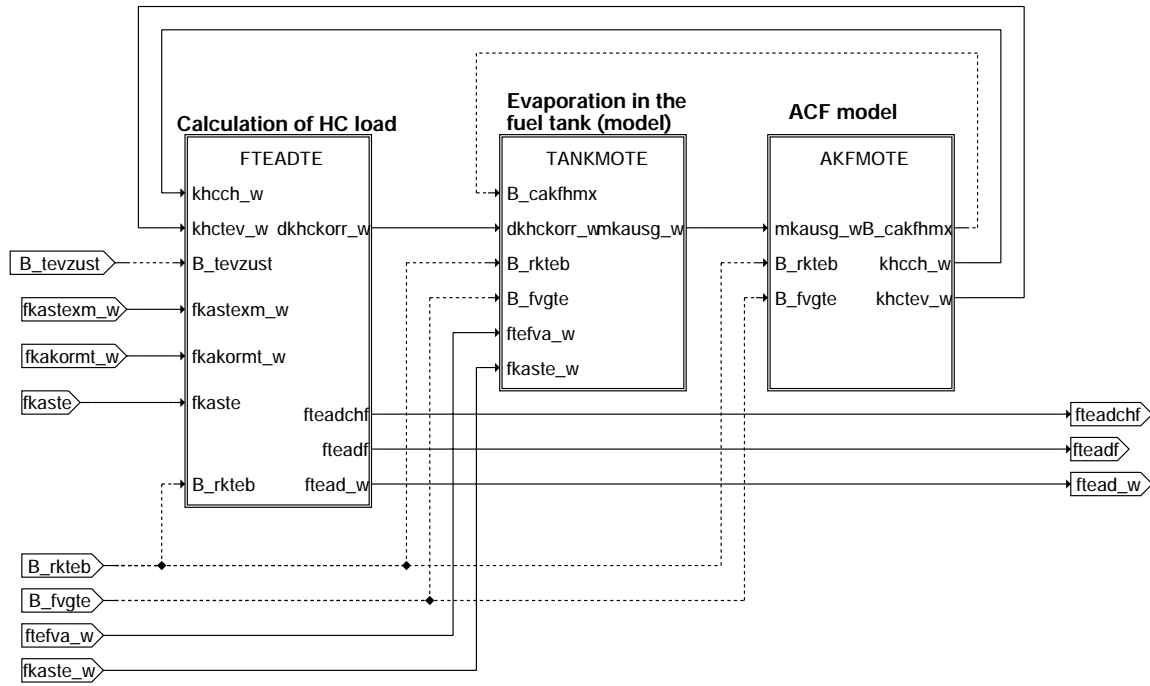 Calculation of HC load
Evaporation in the
fuel tank (model)
ACF model
FTEADTE
khcch_w
khctev_w
dkhckorr_w
B_tevzust
fkastexm_w
fkakormt_w
fkaste
fteadchf
fteadf
B_rkteb
ftead_w
TANKMOTE
B_cakfhmx
dkhckorr_w
mkausg_w
B_rkteb
B_fvgte
ftefva_w
fkaste_w
AKFMOTE
mkausg_w
B_cakfhmx
B_rkteb
khcch_w
B_fvgte
khctev_w
B_tevzust
fkastexm_w
fkakormt_w
fkaste
B_rkteb
B_fvgte
ftefva_w
fkaste_w
fteadchf
fteadf
ftead_w